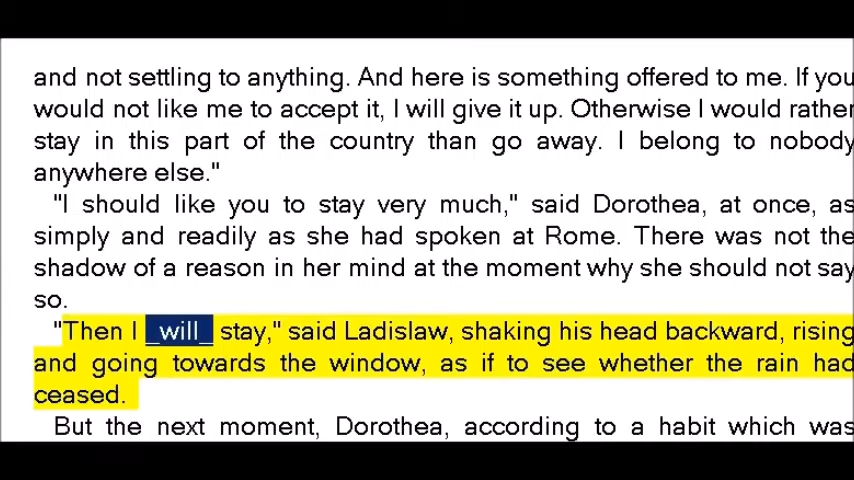 and not settling to anything. And here is something offered to me. If you
would not like me to accept it, I will give it up. Otherwise I would rather
stay in this part of the country than go away. I belong to nobody
anywhere else."
"I should like you to stay very much," said Dorothea, at once, as
simply and readily as she had spoken at Rome. There was not the
shadow of a reason in her mind at the moment why she should not say
so.
"Then I _will_ stay," said Ladislaw, shaking his head backward, rising
and going towards the window, as if to see whether the rain had
ceased.
But the next moment, Dorothea, according to a habit which was